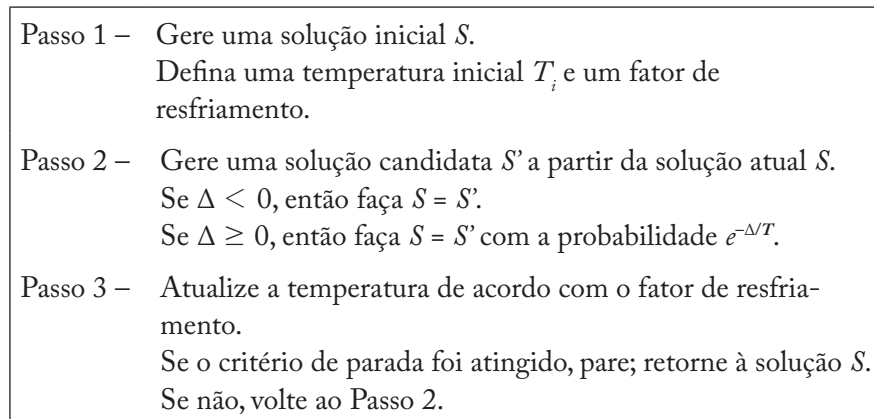 Passo 1 – Gere uma solução inicial S.
Defina uma temperatura inicial Ti e um fator de
resfriamento.
Passo 2 – Gere uma solução candidata S’ a partir da solução atual S.
Se Δ < 0, então faça S = S’.
Se Δ ≥ 0, então faça S = S’ com a probabilidade e^–Δ/T.
Passo 3 – Atualize a temperatura de acordo com o fator de resfria-
mento.
Se o critério de parada foi atingido, pare; retorne à solução S.
Se não, volte ao Passo 2.